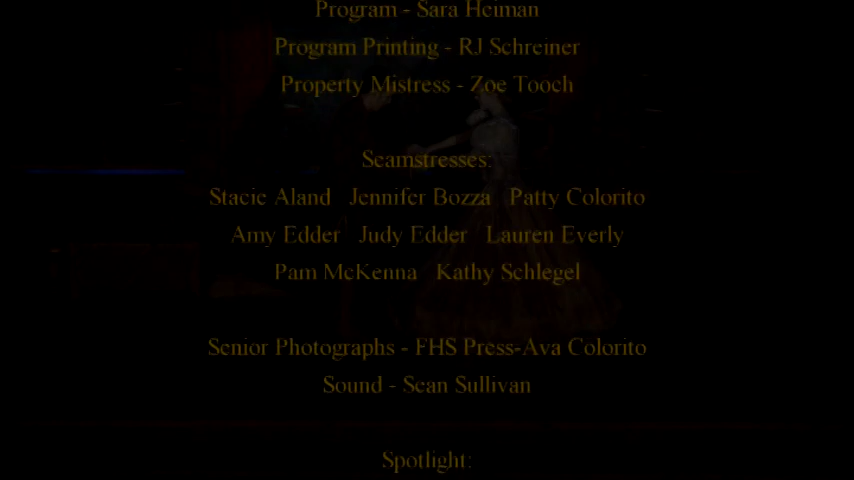 Program - Sara Heiman
Program Printing - RJ Schreiner
Property Mistress - Zoe Tooch
Seamstresses:
Stacie Aland Jennifer Bozza Patty Colorito
Amy Edder Judy Edder Lauren Everly
Pam McKenna Kathy Schlegel
Senior Photographs - FHS Press-Ava Colorito
Sound - Sean Sullivan
Spotlight: